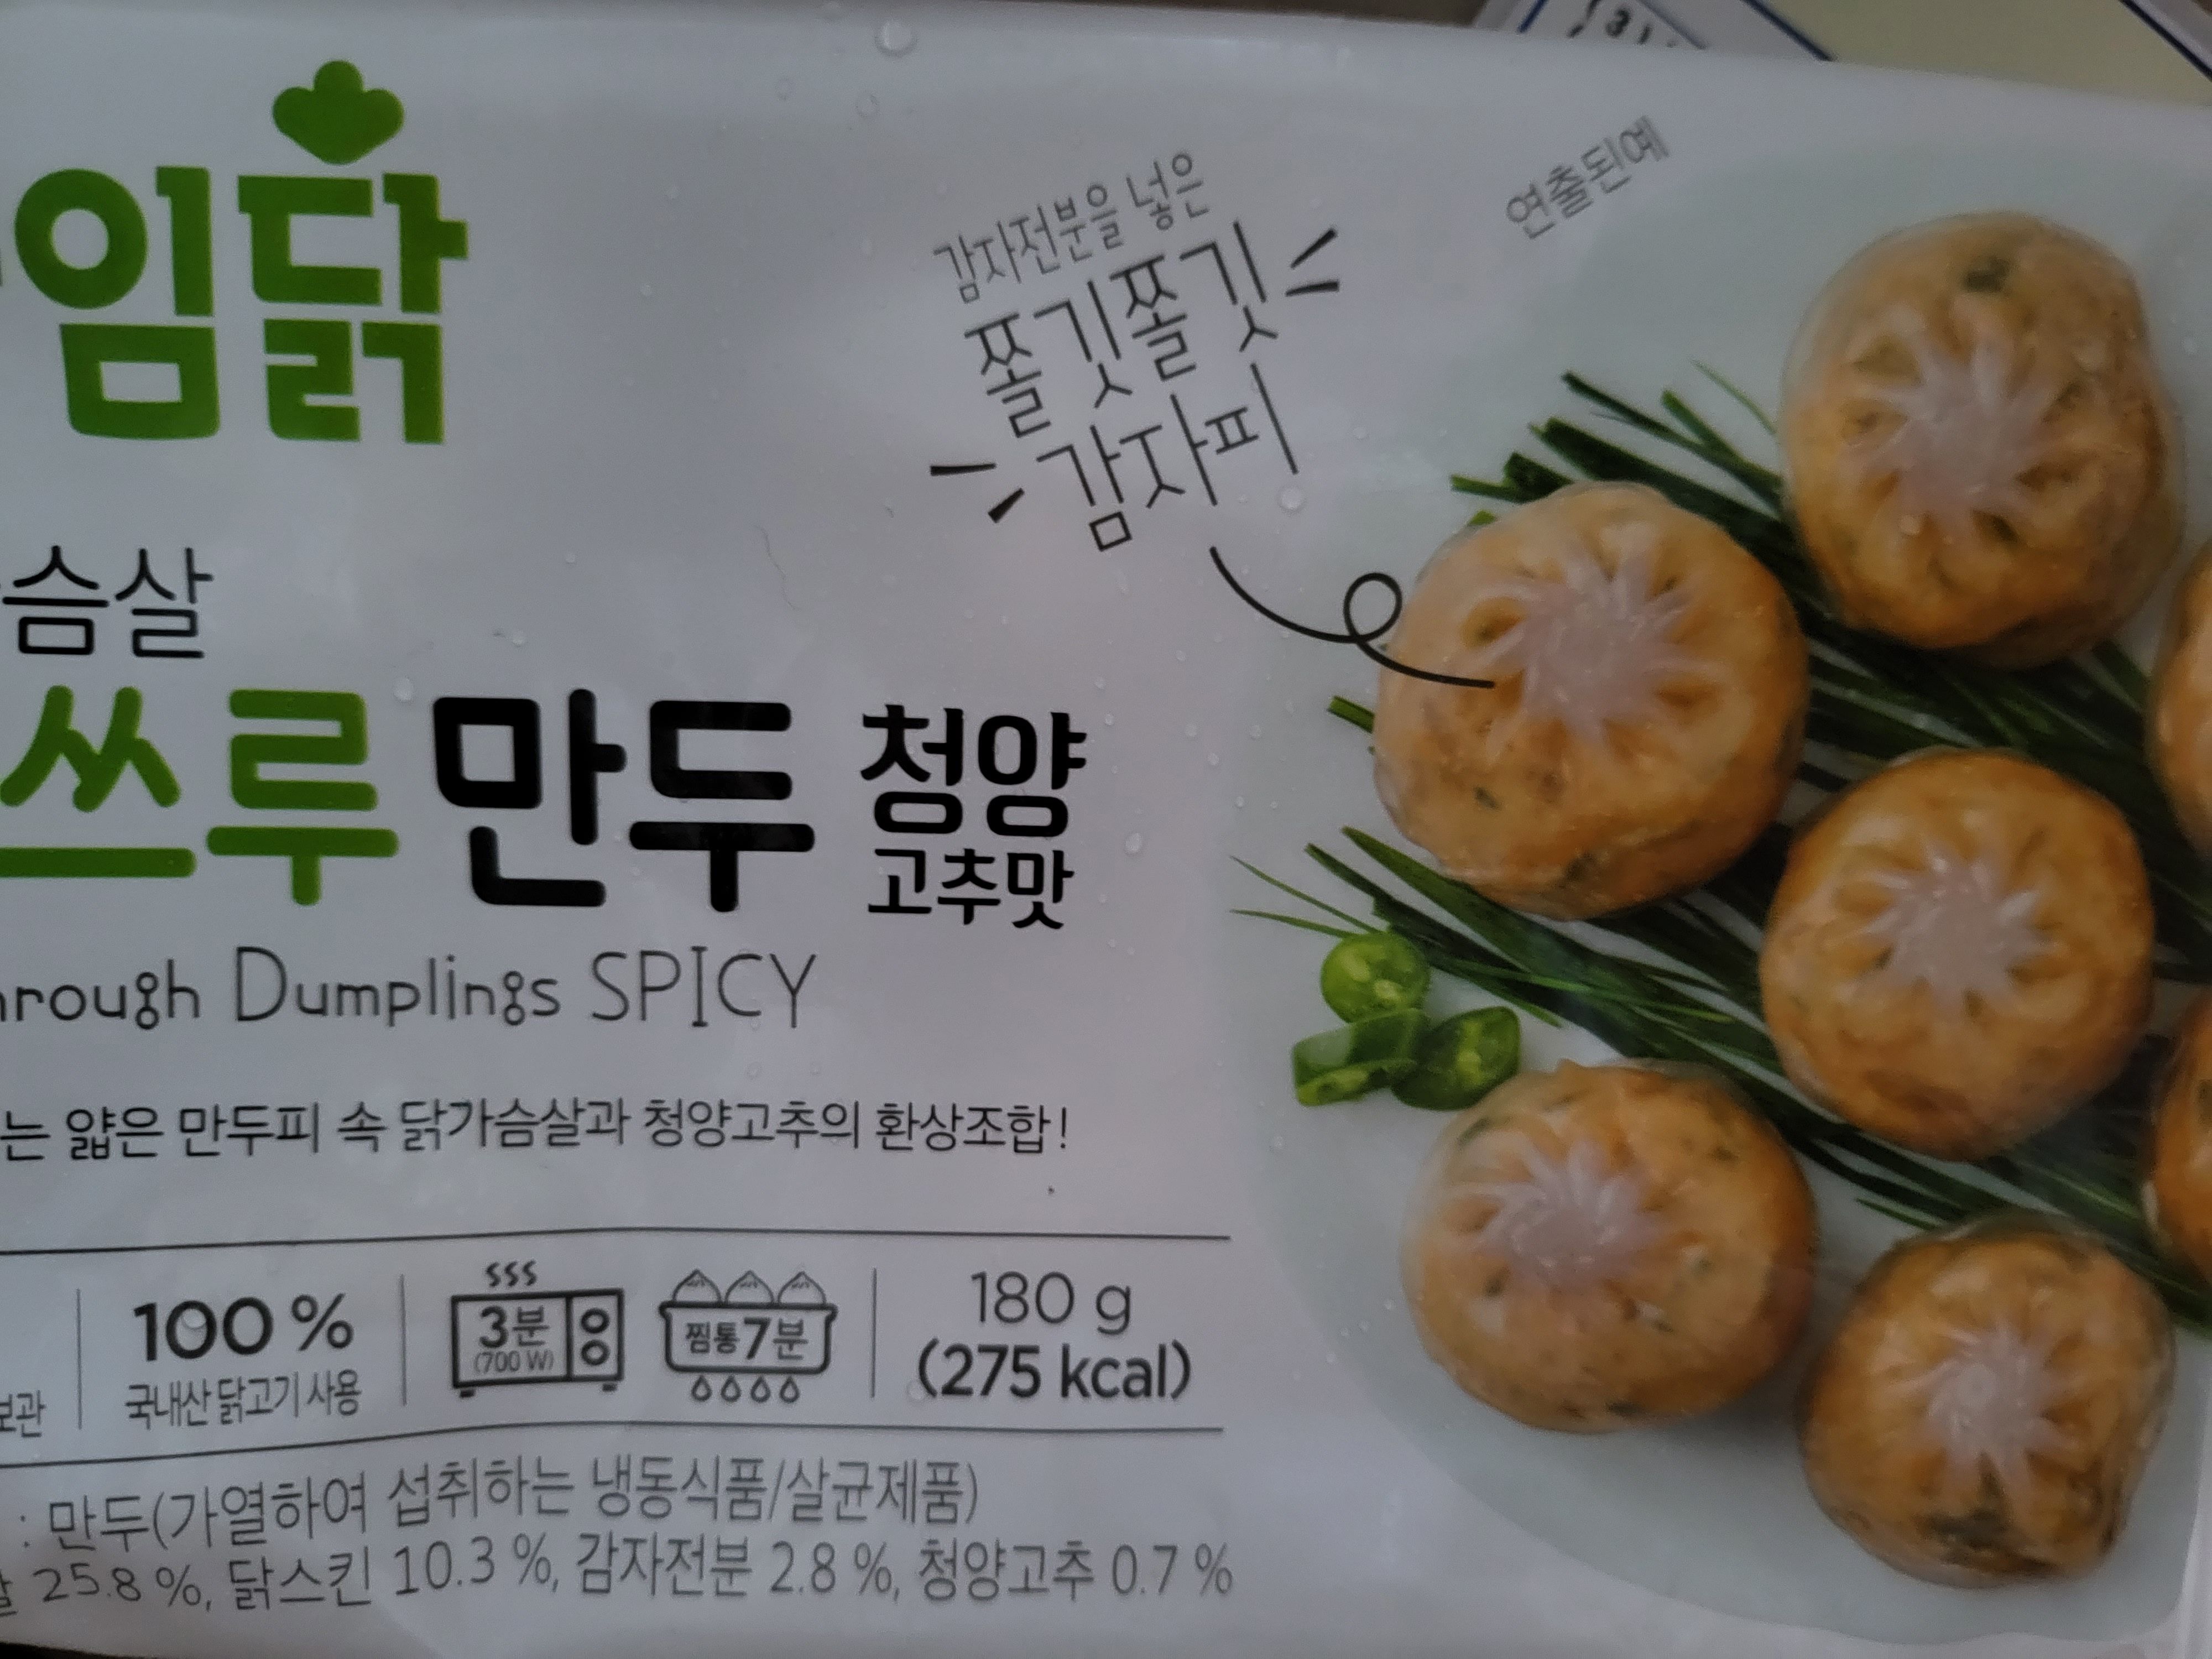 임닭
감자전분을 넣은
쫄깃쫄깃
감자피
연출된예
슴살
쓰루만두 청양
고추맛
hrough Dumplings SPICY
는 얇은 만두피 속 닭가슴살과 청양고추의 환상조합!
보관
100 %
국내산 닭고기 사용
3분
(700 W)
찜통7분
180 g
(275 kcal)
: 만두(가열하여 섭취하는 냉동식품/살균제품)
살 25.8 %, 닭스킨 10.3 %, 감자전분 2.8 %, 청양고추 0.7 %